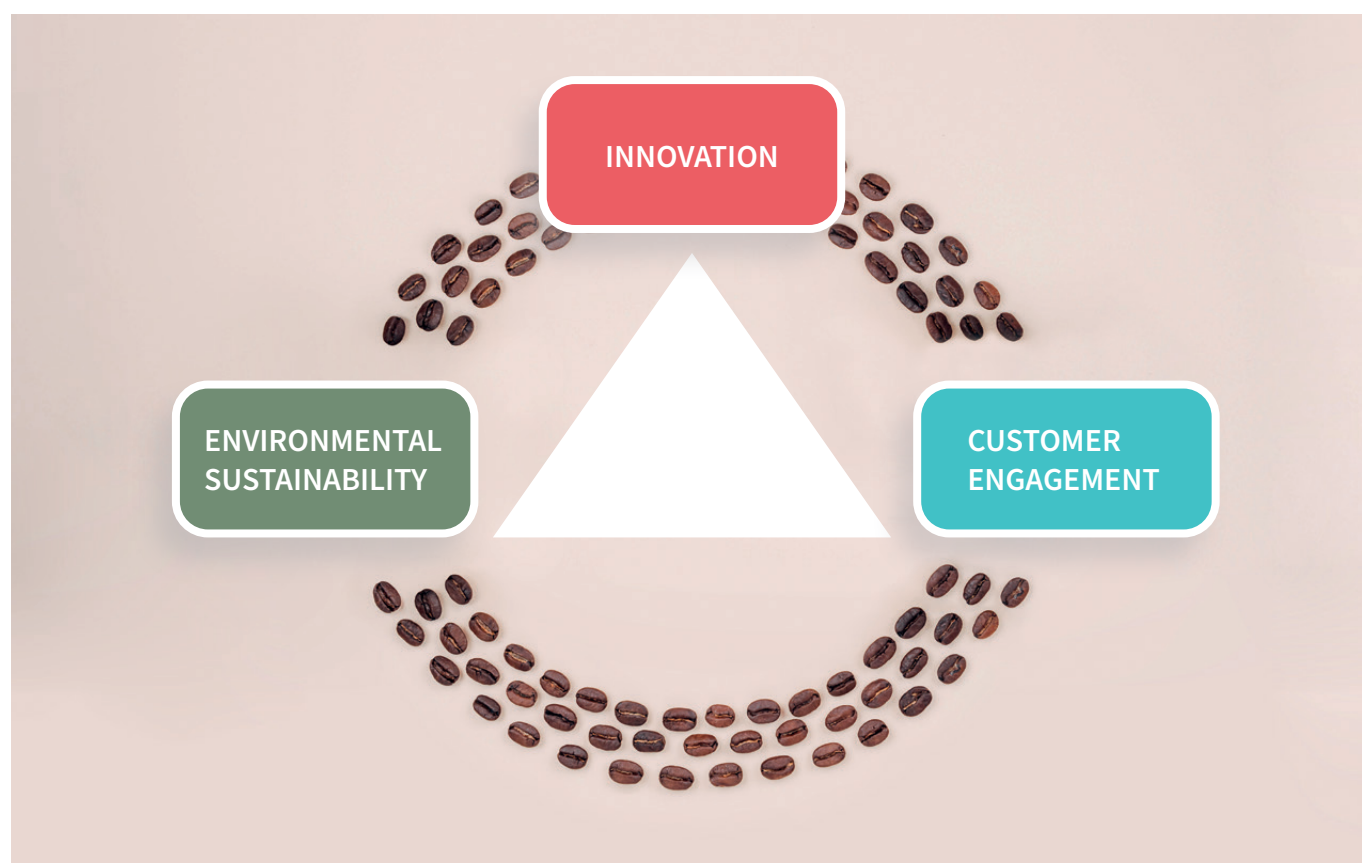 INNOVATION
ENVIRONMENTAL
SUSTAINABILITY
CUSTOMER
ENGAGEMENT